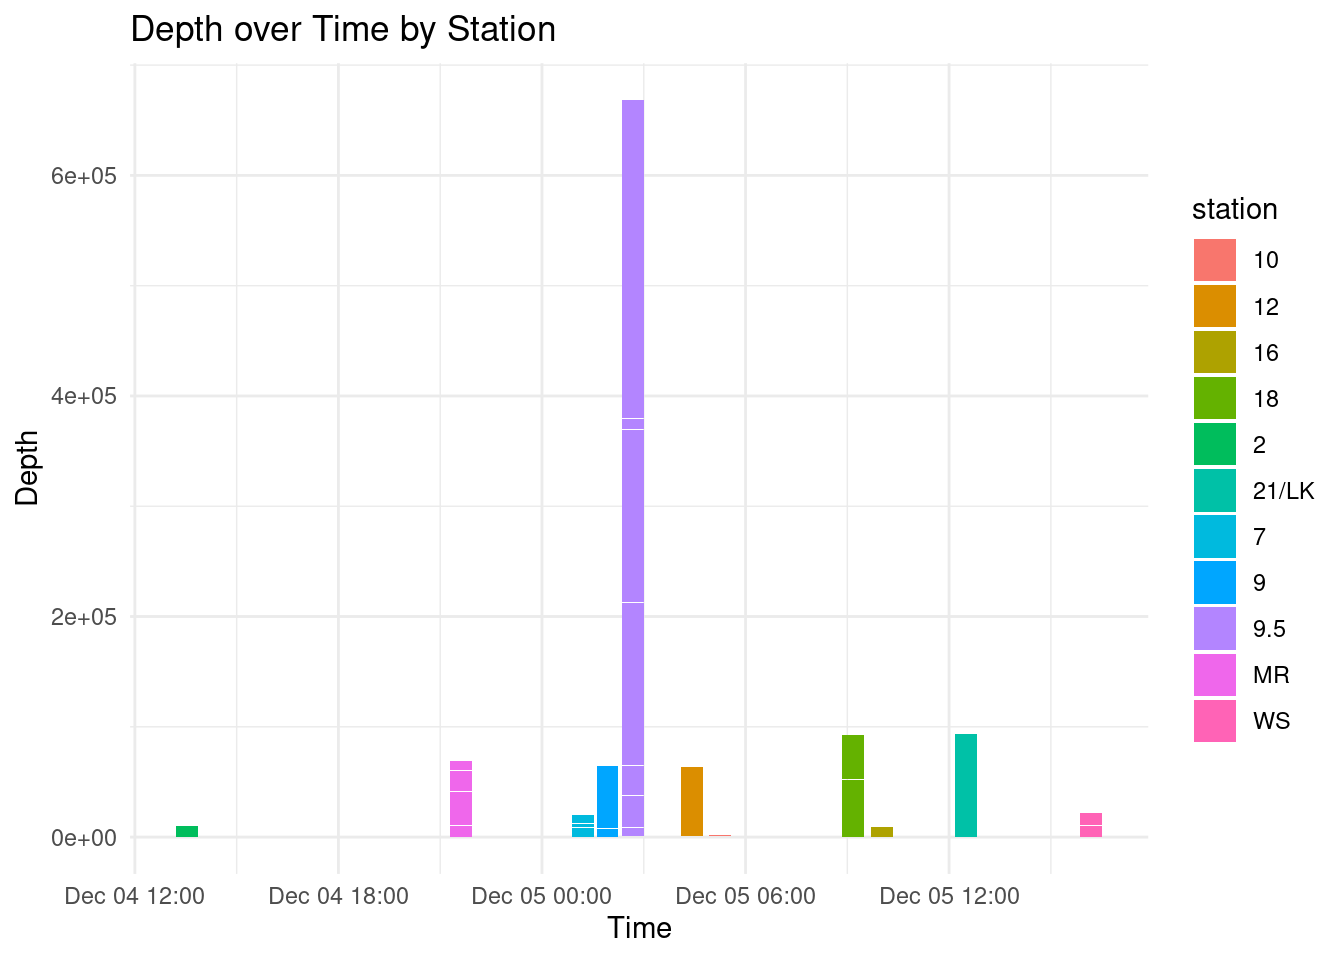 Depth over Time by Station
Depth
6e+05
4e+05
2e+05
0e+00
Dec 04 12:00
Dec 04 18:00
Dec 05 00:00
Dec 05 06:00
Dec 05 12:00
Time
station
10
12
16
18
2
21/LK
7
9
9.5
MR
WS